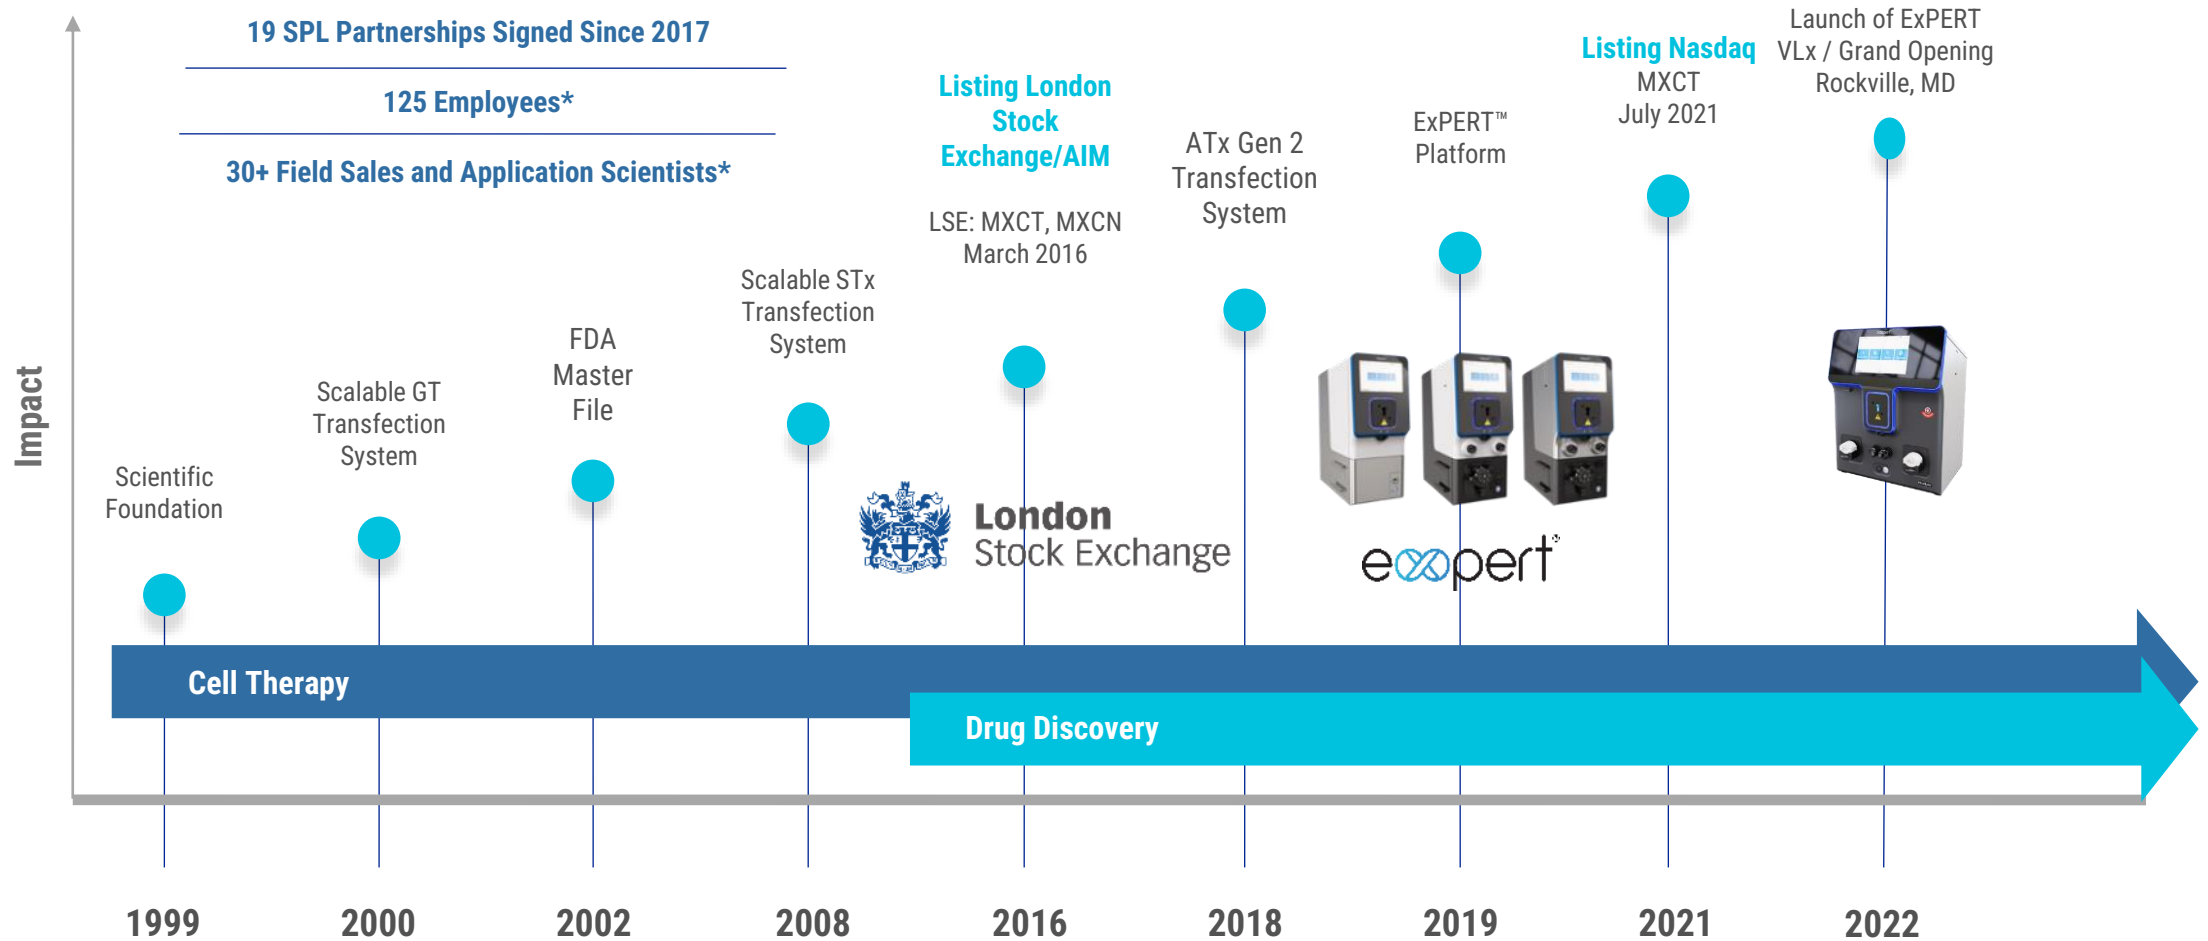 19 SPL Partnerships Signed Since 2017
125 Employees*
30+ Field Sales and Application Scientists*
Impact
Scientific
Foundation
Scalable GT
Transfection
System
FDA
Master
File
Scalable STx
Transfection
System
Listing London
Stock
Exchange/AIM
LSE: MXCT, MXCN
March 2016
ATx Gen 2
Transfection
System
ExPERT™
Platform
Listing Nasdaq
MXCT
July 2021
Launch of ExPERT
VLx / Grand Opening
Rockville, MD
London
Stock Exchange
expert
Cell Therapy
Drug Discovery
1999
2000
2002
2008
2016
2018
2019
2021
2022